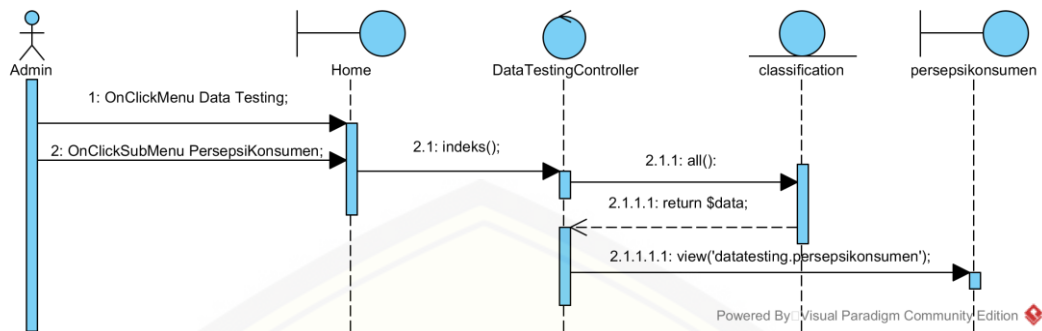 Admin
Home
DataTestingController
classification
persepsikonsumen
1: OnClickMenu Data Testing;
2: OnClickSubMenu PersepsiKonsumen;
2.1: indeks();
2.1.1: all():
2.1.1.1: return $data;
2.1.1.1.1: view('datatesting.persepsikonsumen');
Powered By Visual Paradigm Community Edition